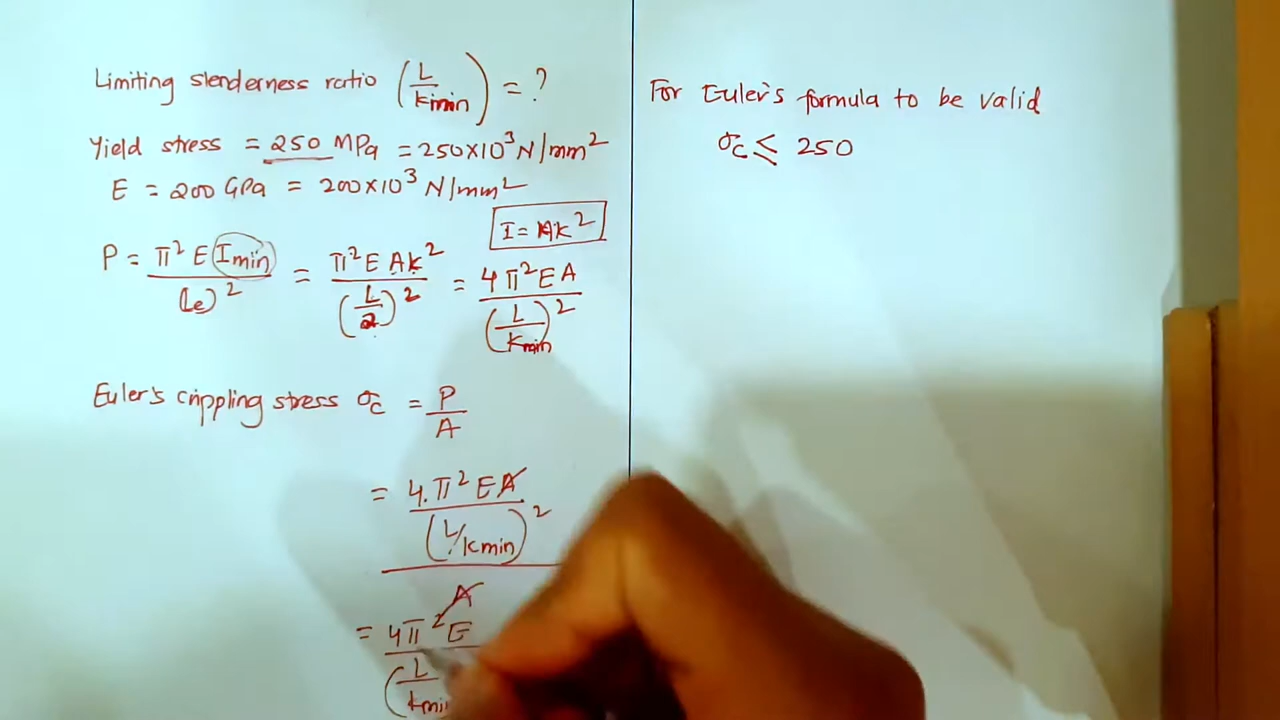 Limiting slenderness ratio (L/Kmin) = ?
Yield stress = 250 MPa = 250×10³ N/mm²
E = 200 GPa = 200×10³ N/mm²
I = AK²
P = π² E Imin / (Le)² = π² E AK² / (L/2)² = 4π² E A / (L/Kmin)²
Euler's crippling stress σc = P/A
= 4.π² E A / (L/Kmin)²
A
= 4π² E / (L/Kmin
For Euler's formula to be valid
σc ≤ 250